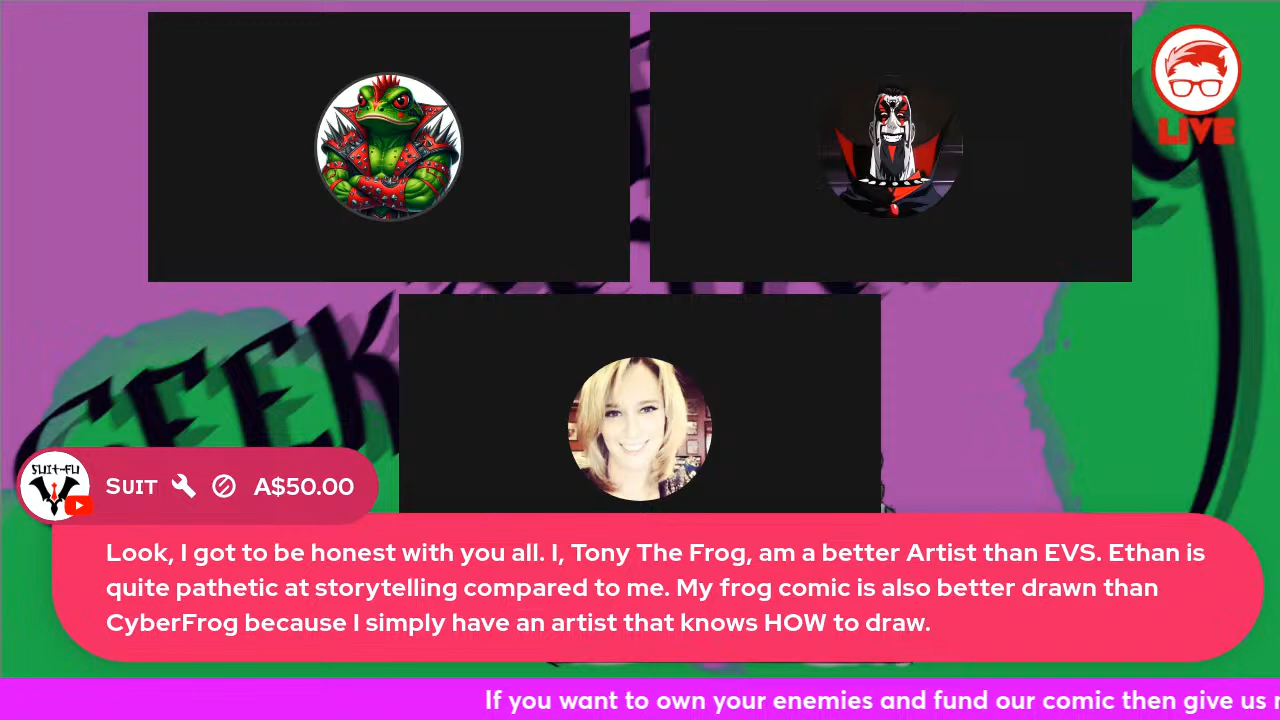 LIVE
GEEK
SUIT-FU
SUIT A$50.00
Look, I got to be honest with you all. I, Tony The Frog, am a better Artist than EVS. Ethan is
quite pathetic at storytelling compared to me. My frog comic is also better drawn than
CyberFrog because I simply have an artist that knows HOW to draw.
If you want to own your enemies and fund our comic then give us